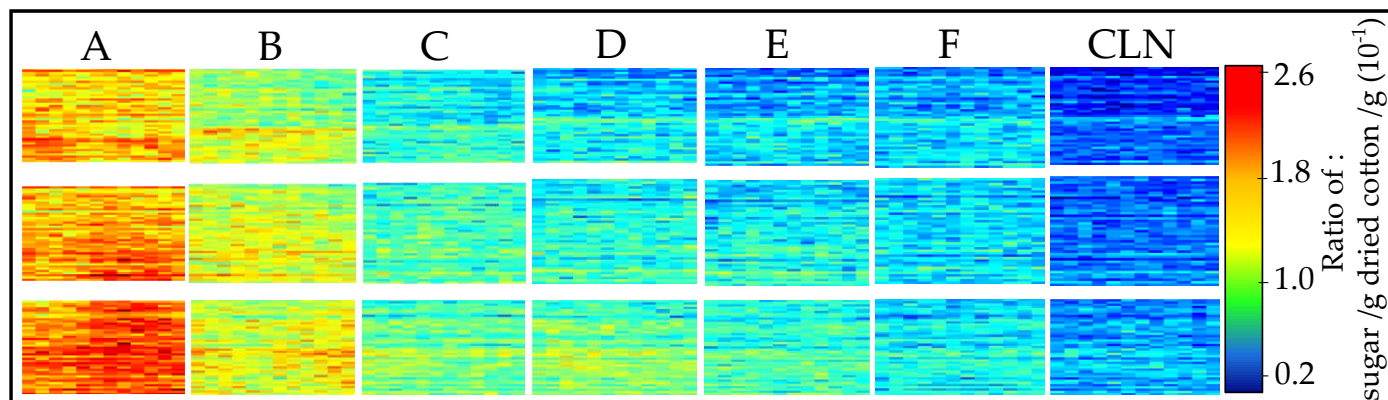 A B C D E F CLN
2.6
1.8
1.0
0.2
Ratio of :
sugar /g dried cotton /g (10⁻¹)